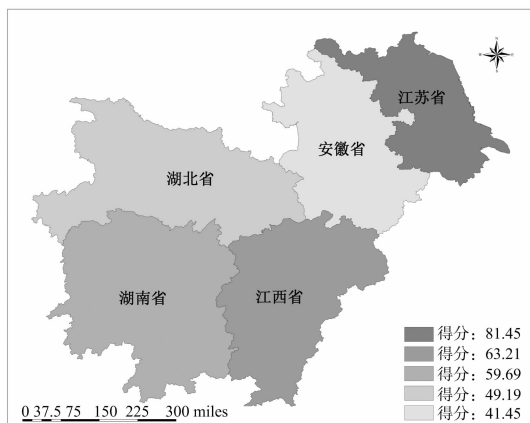 江苏省
安徽省
湖北省
湖南省
江西省
得分：81.45
得分：63.21
得分：59.69
得分：49.19
得分：41.45
0 37.5 75 150 225 300 miles